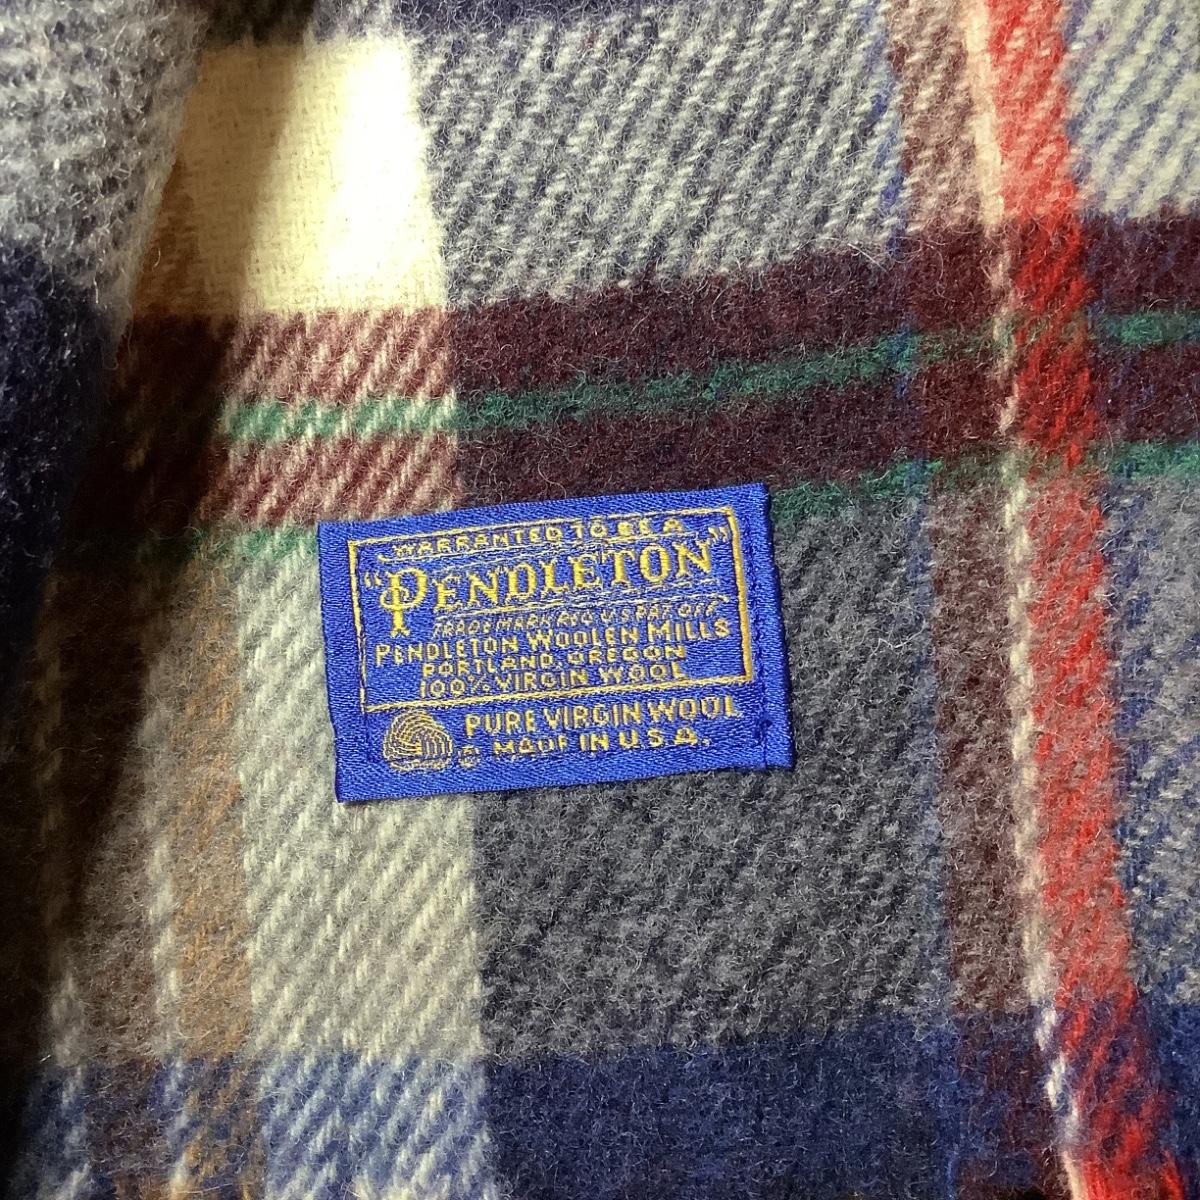 WARRANTED TO BE A
"PENDLETON"
TRADE MARK REG U.S PAT OFF
PENDLETON WOOLEN MILLS
PORTLAND, OREGON
100% VIRGIN WOOL
PURE VIRGIN WOOL
MADE IN U.S.A.